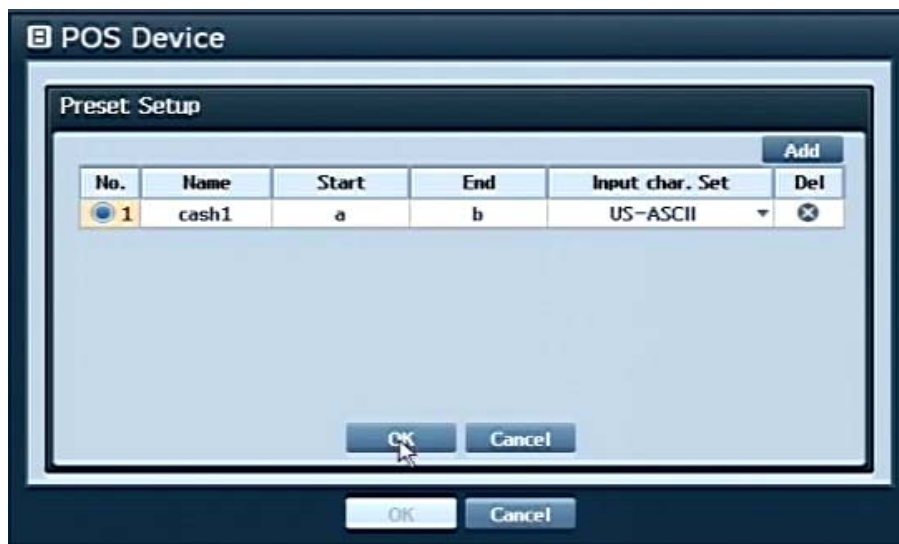 POS Device
Preset Setup
Add
No. Name Start End Input char. Set Del
1 cash1 a b US-ASCII
OK Cancel
OK Cancel